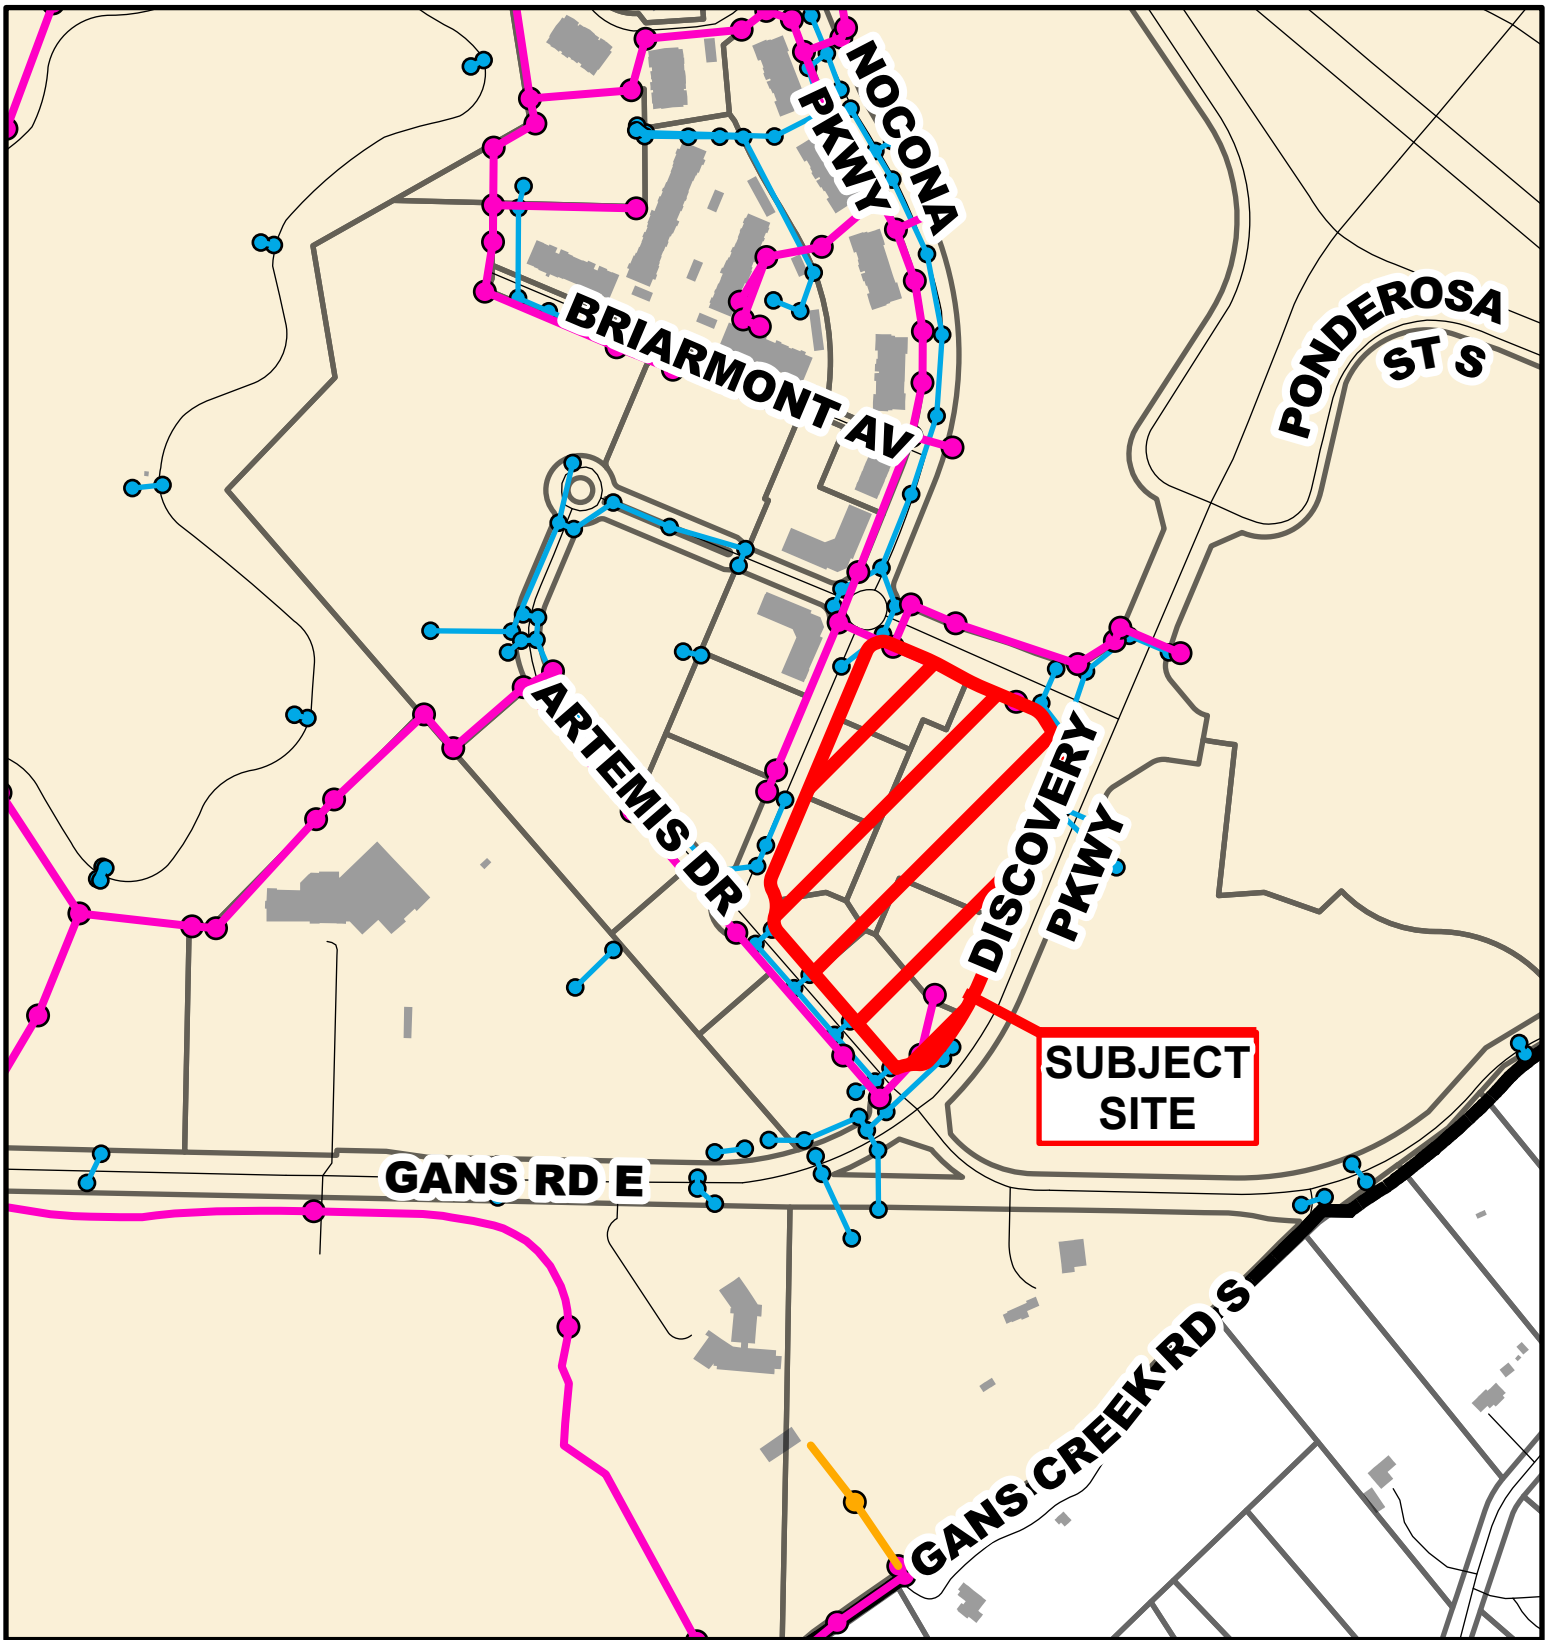 NOCONA
PKWY
PONDEROSA
ST S
BRIARMONT AV
ARTEMIS DR
DISCOVERY
PKWY
SUBJECT
SITE
GANS RD E
GANS CREEK RD S